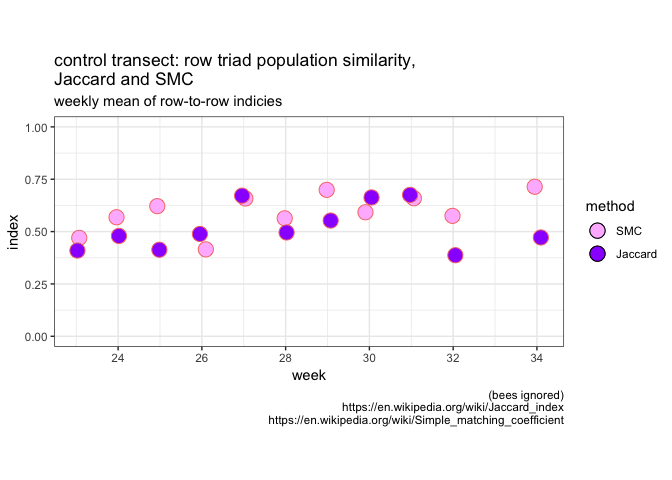 control transect: row triad population similarity,
Jaccard and SMC
weekly mean of row-to-row indicies
1.00
0.75
0.50
0.25
0.00
index
24 26 28 30 32 34
week
method
SMC
Jaccard
(bees ignored)
https://en.wikipedia.org/wiki/Jaccard_index
https://en.wikipedia.org/wiki/Simple_matching_coefficient